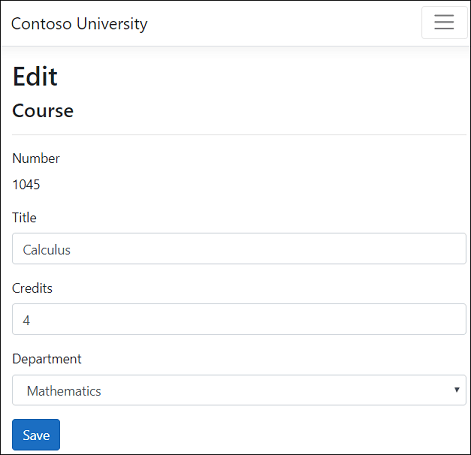 Contoso University
Edit
Course
Number
1045
Title
Calculus
Credits
4
Department
Mathematics
Save